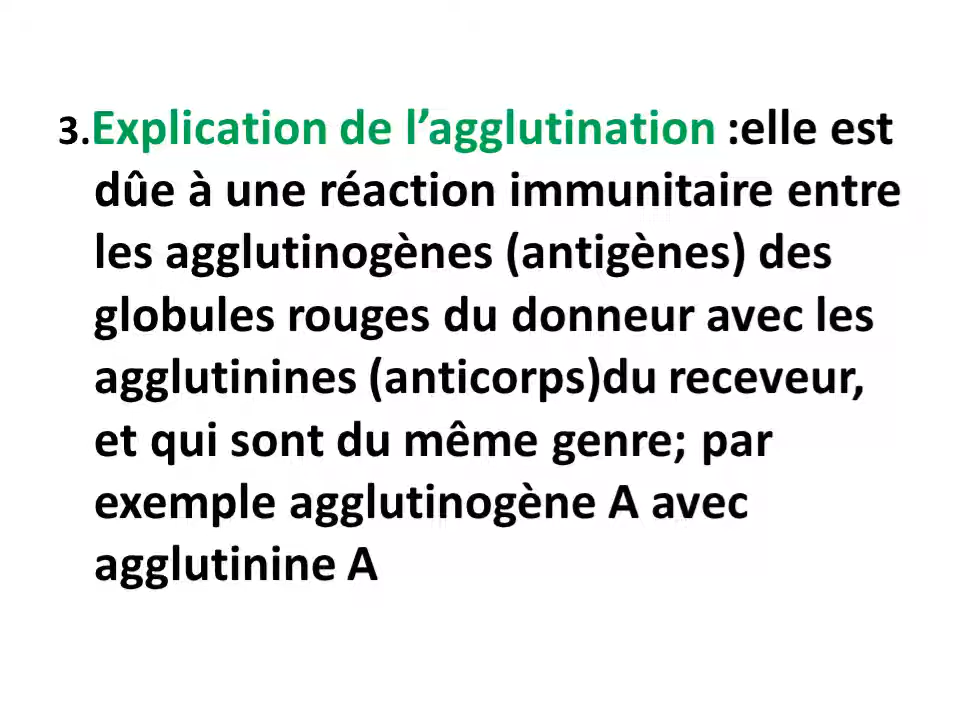 3.Explication de l’agglutination :elle est
dûe à une réaction immunitaire entre
les agglutinogènes (antigènes) des
globules rouges du donneur avec les
agglutinines (anticorps)du receveur,
et qui sont du même genre; par
exemple agglutinogène A avec
agglutinine A